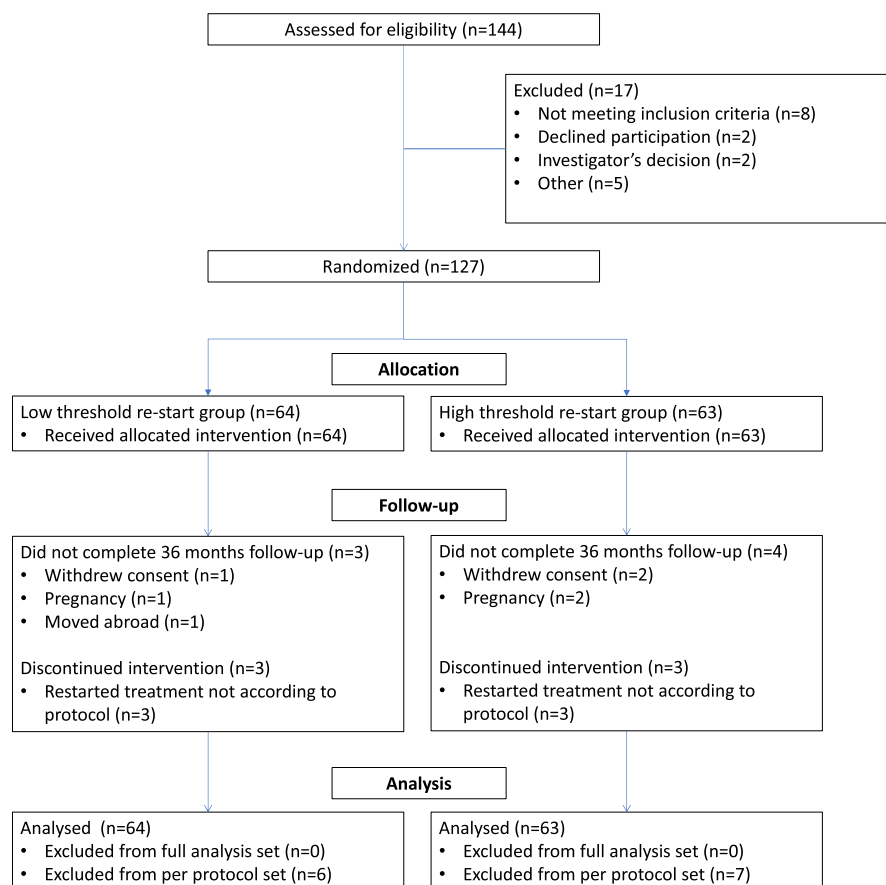 Assessed for eligibility (n=144)
Excluded (n=17)
• Not meeting inclusion criteria (n=8)
• Declined participation (n=2)
• Investigator’s decision (n=2)
• Other (n=5)
Randomized (n=127)
Allocation
Low threshold re-start group (n=64)
• Received allocated intervention (n=64)
High threshold re-start group (n=63)
• Received allocated intervention (n=63)
Follow-up
Did not complete 36 months follow-up (n=3)
• Withdrew consent (n=1)
• Pregnancy (n=1)
• Moved abroad (n=1)
Discontinued intervention (n=3)
• Restarted treatment not according to
protocol (n=3)
Did not complete 36 months follow-up (n=4)
• Withdrew consent (n=2)
• Pregnancy (n=2)
Discontinued intervention (n=3)
• Restarted treatment not according to
protocol (n=3)
Analysis
Analysed (n=64)
• Excluded from full analysis set (n=0)
• Excluded from per protocol set (n=6)
Analysed (n=63)
• Excluded from full analysis set (n=0)
• Excluded from per protocol set (n=7)